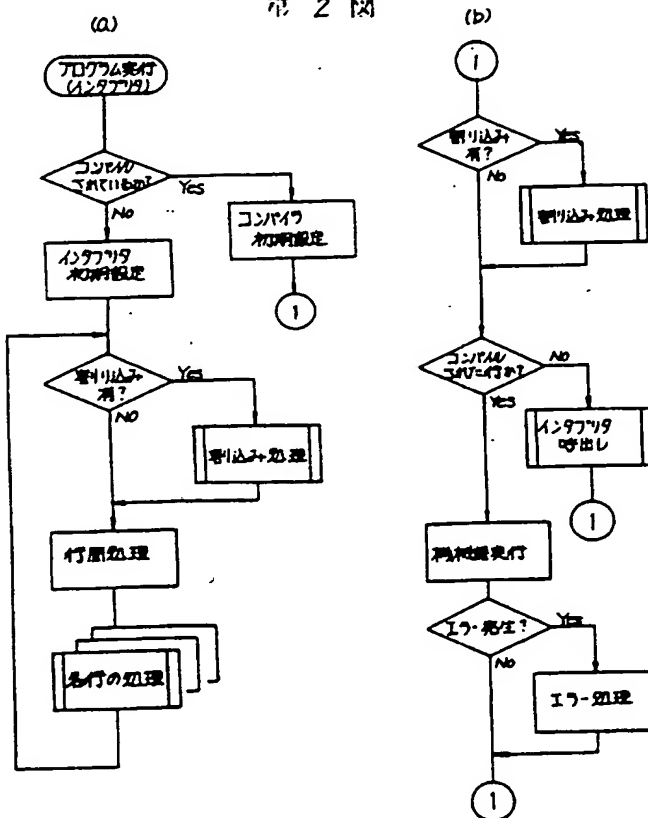 第 2 図
(a)
プログラム実行
(インタプリタ)
コンパイル
されているか?
Yes
No
コンパイラ
初期設定
インタプリタ
初期設定
1
割り込み
有?
Yes
No
割り込み処理
行間処理
各行の処理
(b)
1
割り込み
有?
Yes
No
割り込み処理
コンパイル
された行か?
No
Yes
インタプリタ
呼出し
1
機械語実行
エラー発生?
Yes
No
エラー処理
1